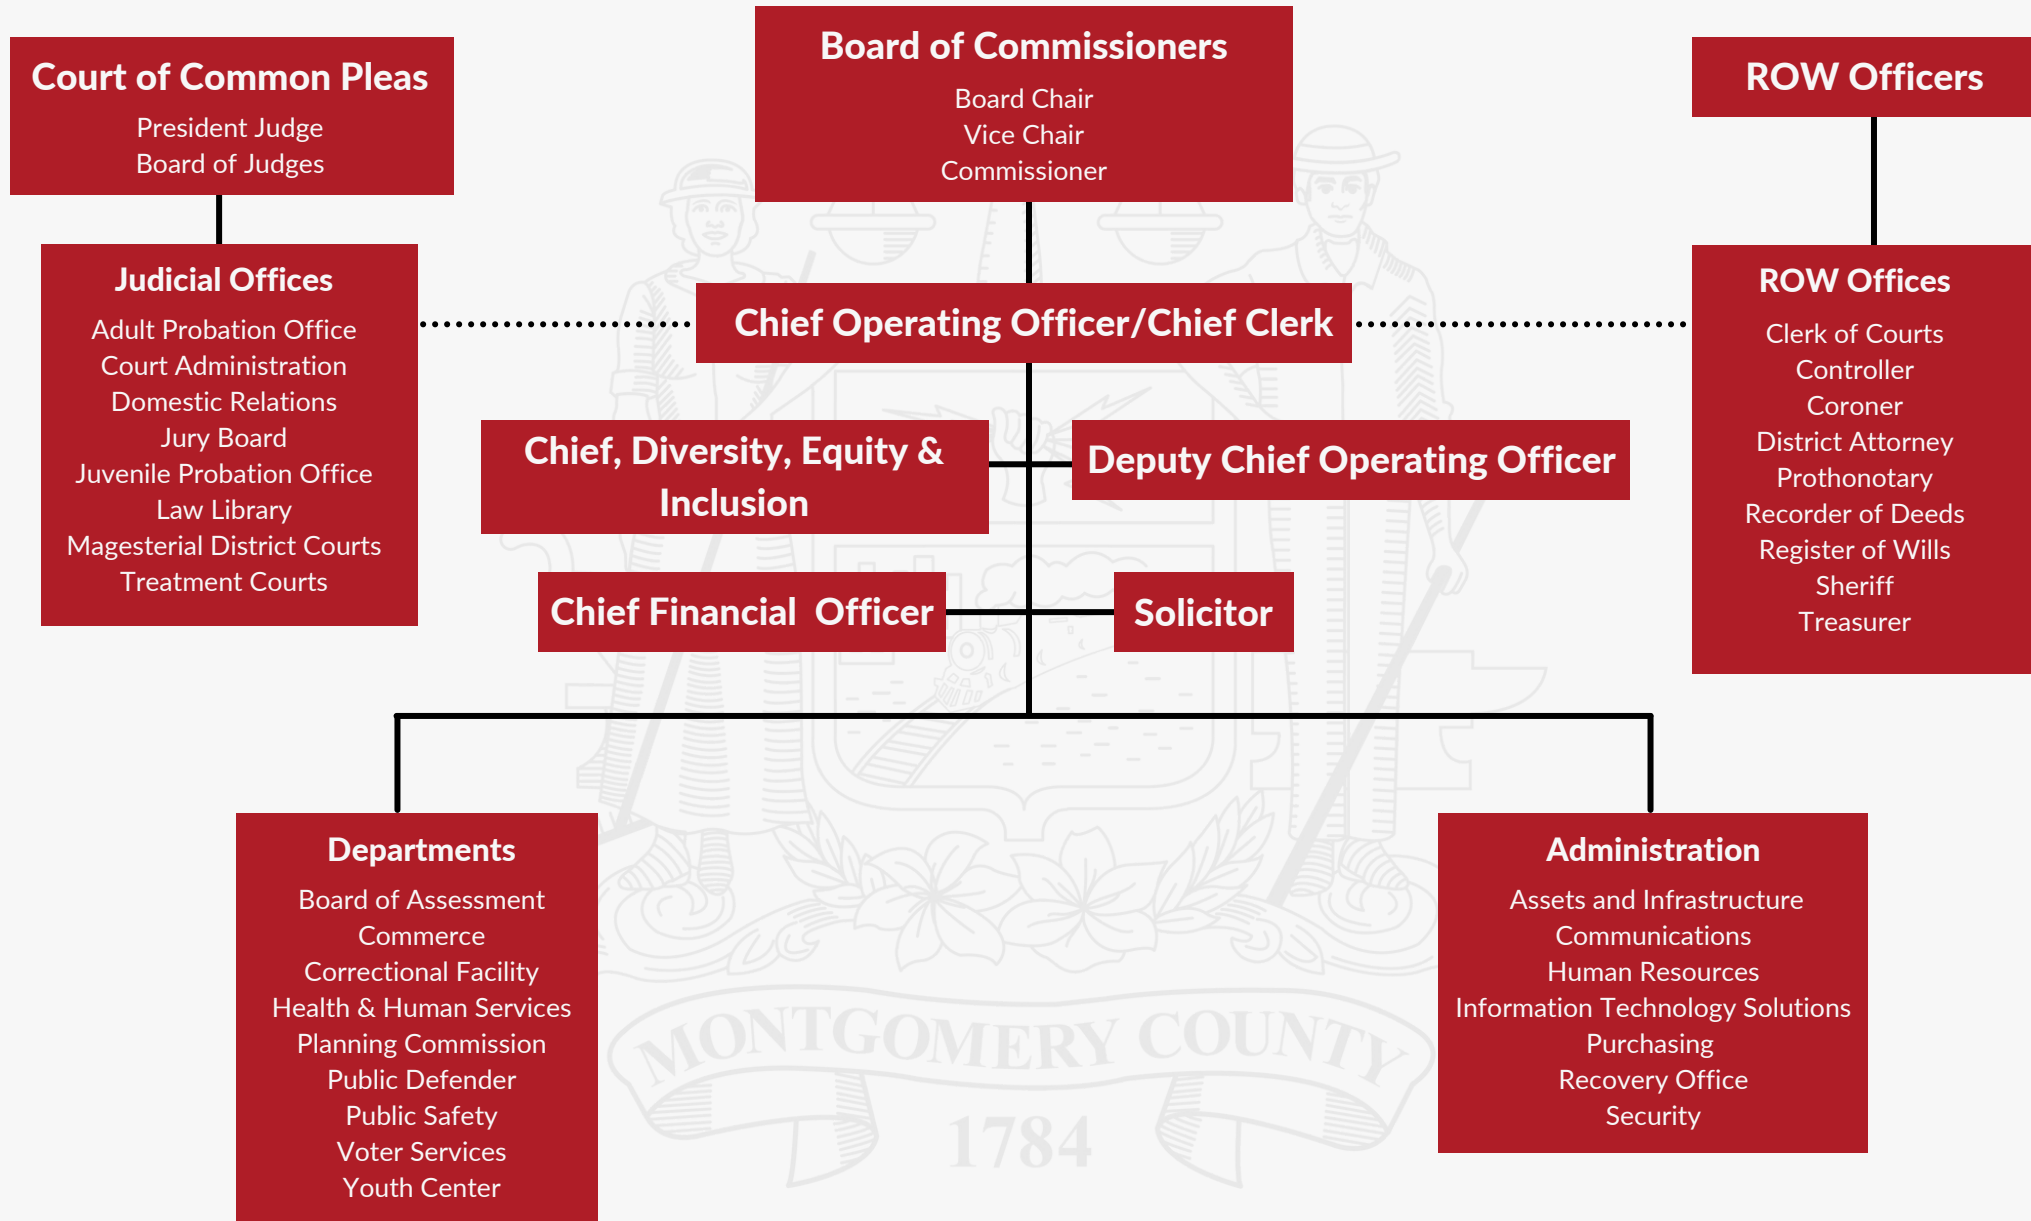 Court of Common Pleas
President Judge
Board of Judges
Board of Commissioners
Board Chair
Vice Chair
Commissioner
ROW Officers
Judicial Offices
Adult Probation Office
Court Administration
Domestic Relations
Jury Board
Juvenile Probation Office
Law Library
Magesterial District Courts
Treatment Courts
Chief Operating Officer/Chief Clerk
ROW Offices
Clerk of Courts
Controller
Coroner
District Attorney
Prothonotary
Recorder of Deeds
Register of Wills
Sheriff
Treasurer
Chief, Diversity, Equity &
Inclusion
Deputy Chief Operating Officer
Chief Financial Officer
Solicitor
Departments
Board of Assessment
Commerce
Correctional Facility
Health & Human Services
Planning Commission
Public Defender
Public Safety
Voter Services
Youth Center
Administration
Assets and Infrastructure
Communications
Human Resources
Information Technology Solutions
Purchasing
Recovery Office
Security
MONTGOMERY COUNTY
1784